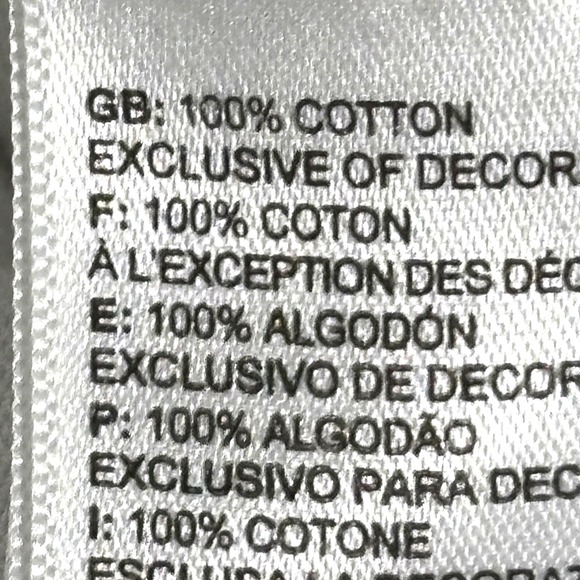 GB: 100% COTTON
EXCLUSIVE OF DECOR
F: 100% COTON
À L'EXCEPTION DES DÉC
E: 100% ALGODÓN
EXCLUSIVO DE DECOR
P: 100% ALGODÃO
EXCLUSIVO PARA DEC
I: 100% COTONE